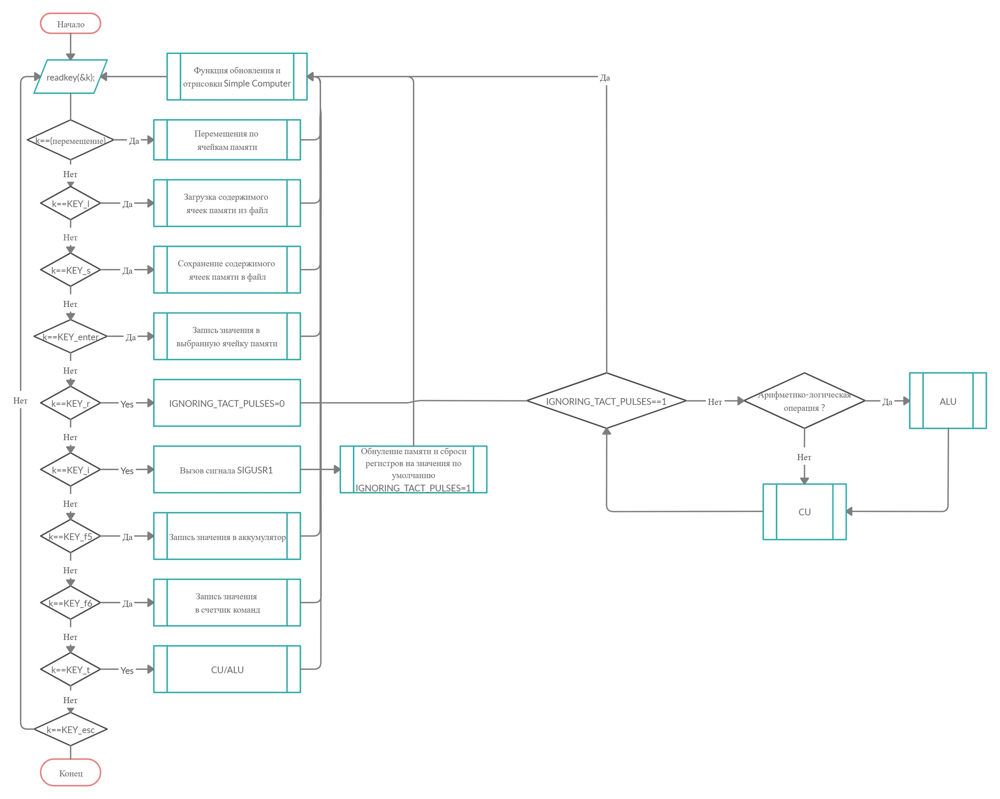 Начало
readkey(&k);
Функция обновления и
отрисовки Simple Computer
Да
k==(перемещение)
Да
Перемещения по
ячейкам памяти
Нет
k==KEY_l
Да
Загрузка содержимого
ячеек памяти из файл
Нет
k==KEY_s
Да
Сохранение содержимого
ячеек памяти в файл
Нет
k==KEY_enter
Да
Запись значения в
выбранную ячейку памяти
Нет
k==KEY_r
Yes
IGNORING_TACT_PULSES=0
IGNORING_TACT_PULSES==1
Нет
Арифметико-логическая
операция ?
Да
ALU
Нет
Нет
k==KEY_i
Yes
Вызов сигнала SIGUSR1
Обнуление памяти и сброси
регистров на значения по
умолчанию
IGNORING_TACT_PULSES=1
Нет
CU
Нет
k==KEY_f5
Да
Запись значения в аккумулятор
Нет
k==KEY_f6
Да
Запись значения
в счетчик команд
Нет
k==KEY_t
Yes
CU/ALU
Нет
k==KEY_esc
Конец